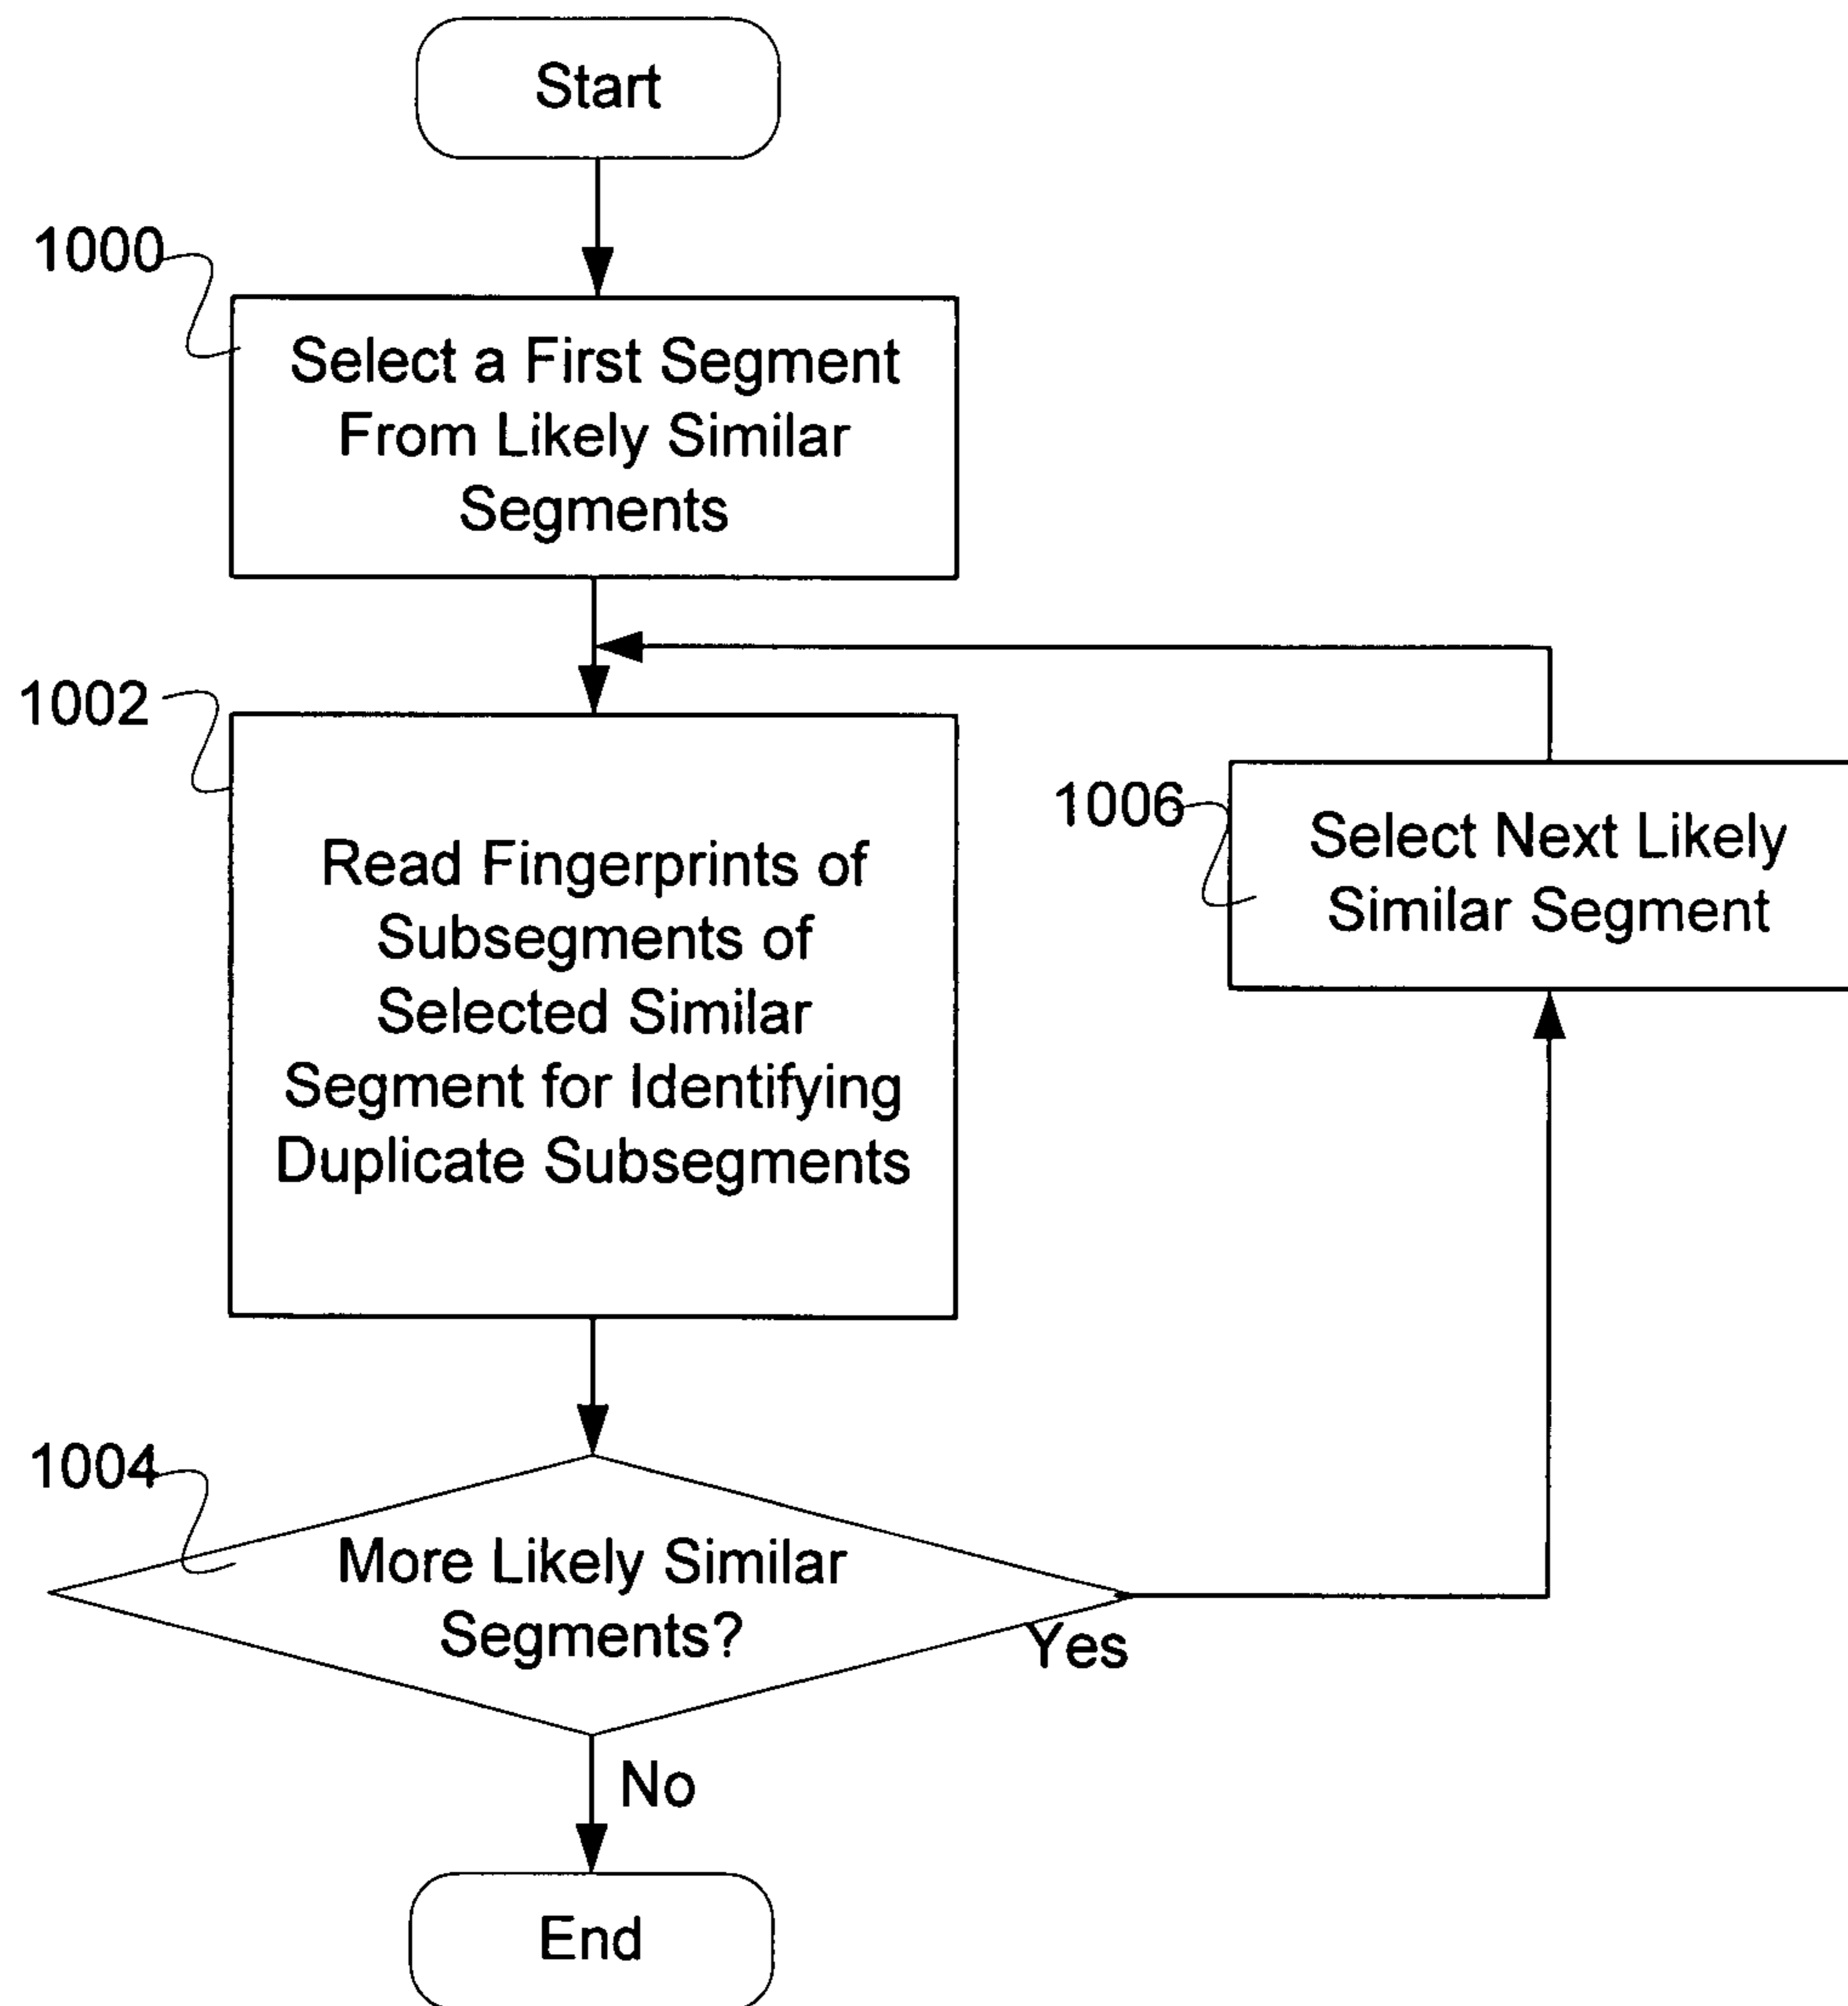 Start
1000
Select a First Segment
From Likely Similar
Segments
1002
Read Fingerprints of
Subsegments of
Selected Similar
Segment for Identifying
Duplicate Subsegments
1006
Select Next Likely
Similar Segment
1004
More Likely Similar
Segments?
Yes
No
End